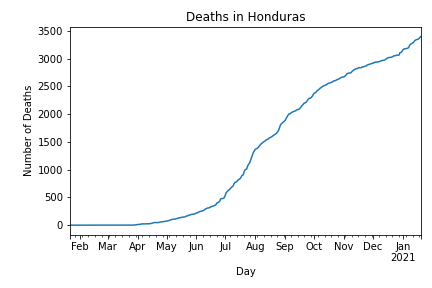 Deaths in Honduras
3500
3000
2500
2000
1500
1000
500
0
Number of Deaths
Feb Mar Apr May Jun Jul Aug Sep Oct Nov Dec Jan
2021
Day